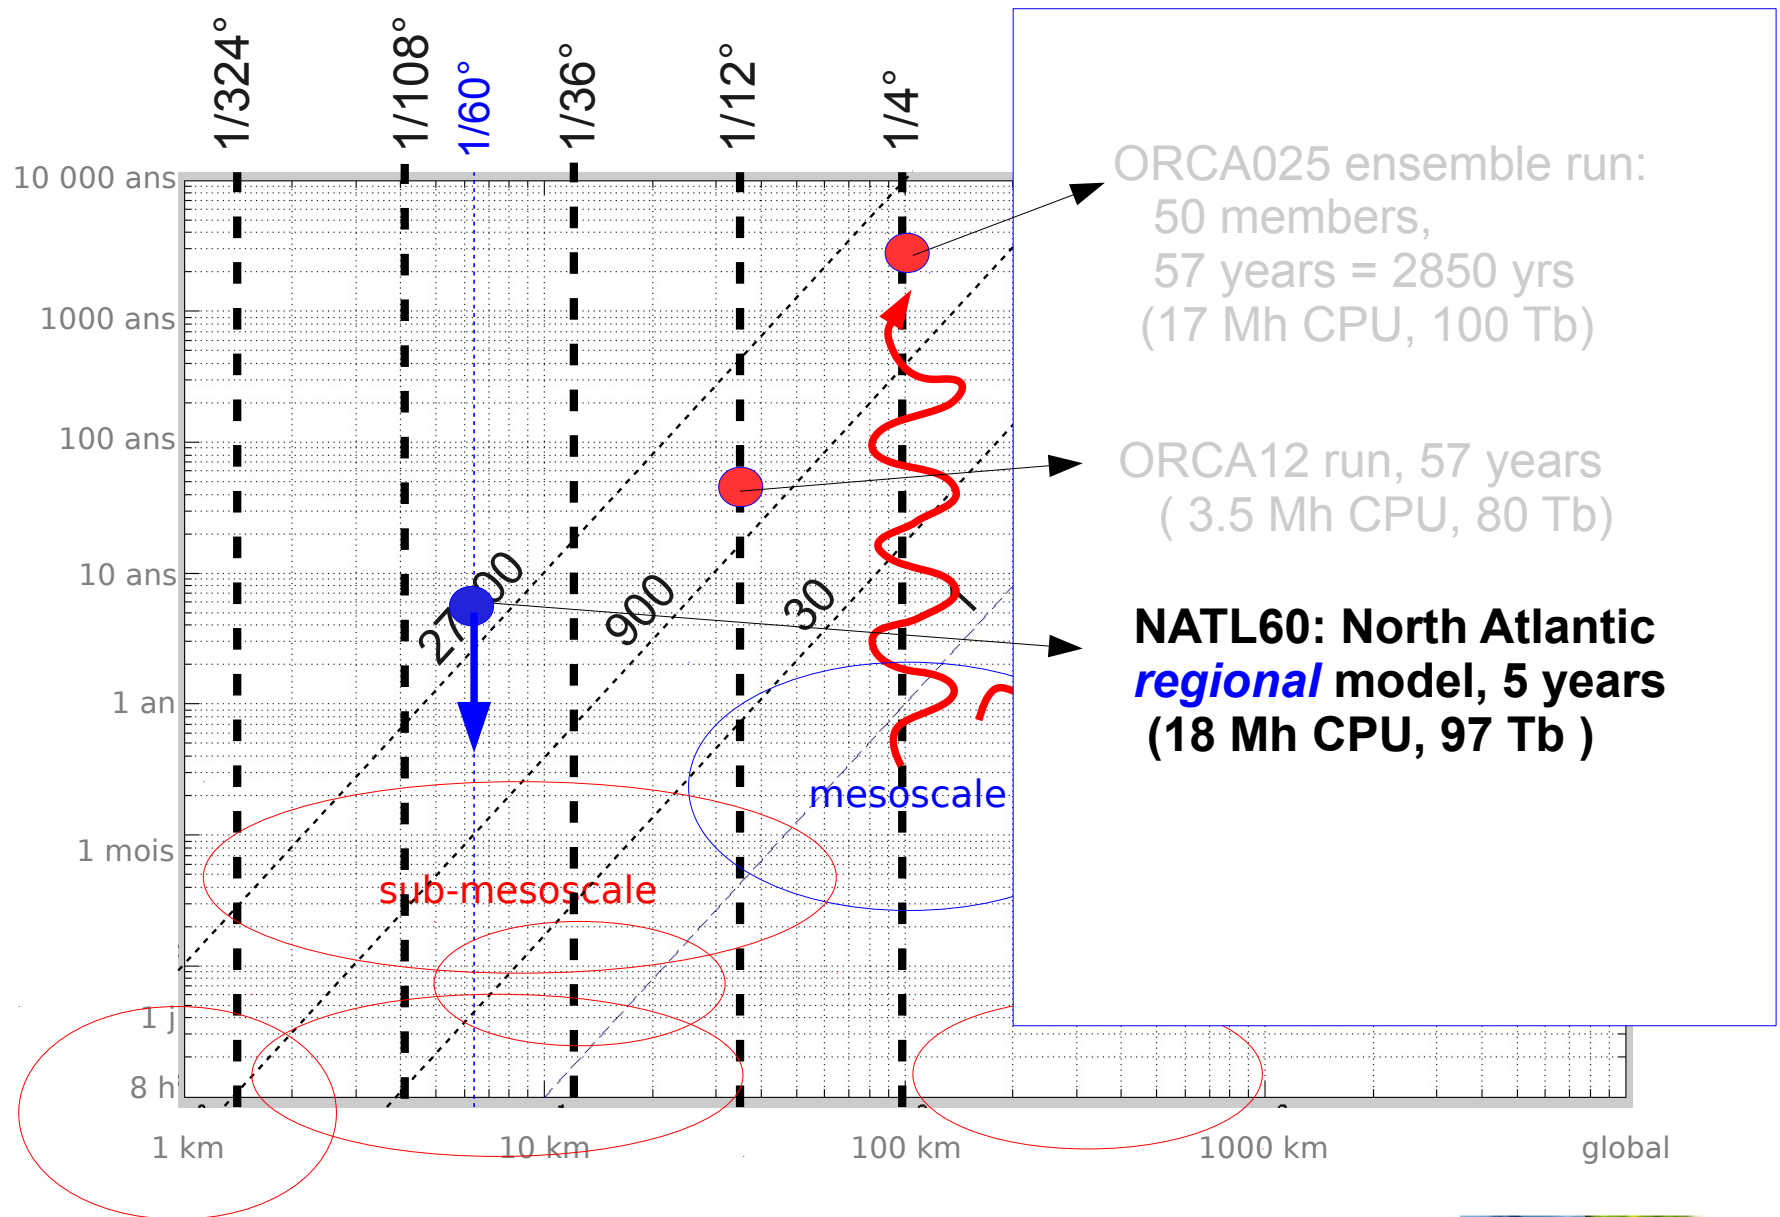 1/324°
1/108°
1/60°
1/36°
1/12°
1/4°
10 000 ans
1000 ans
100 ans
10 ans
1 an
1 mois
1 j
8 h
1 km
10 km
100 km
1000 km
global
900
30
mesoscale
sub-mesoscale
ORCA025 ensemble run:
50 members,
57 years = 2850 yrs
(17 Mh CPU, 100 Tb)
ORCA12 run, 57 years
( 3.5 Mh CPU, 80 Tb)
NATL60: North Atlantic
regional model, 5 years
(18 Mh CPU, 97 Tb )